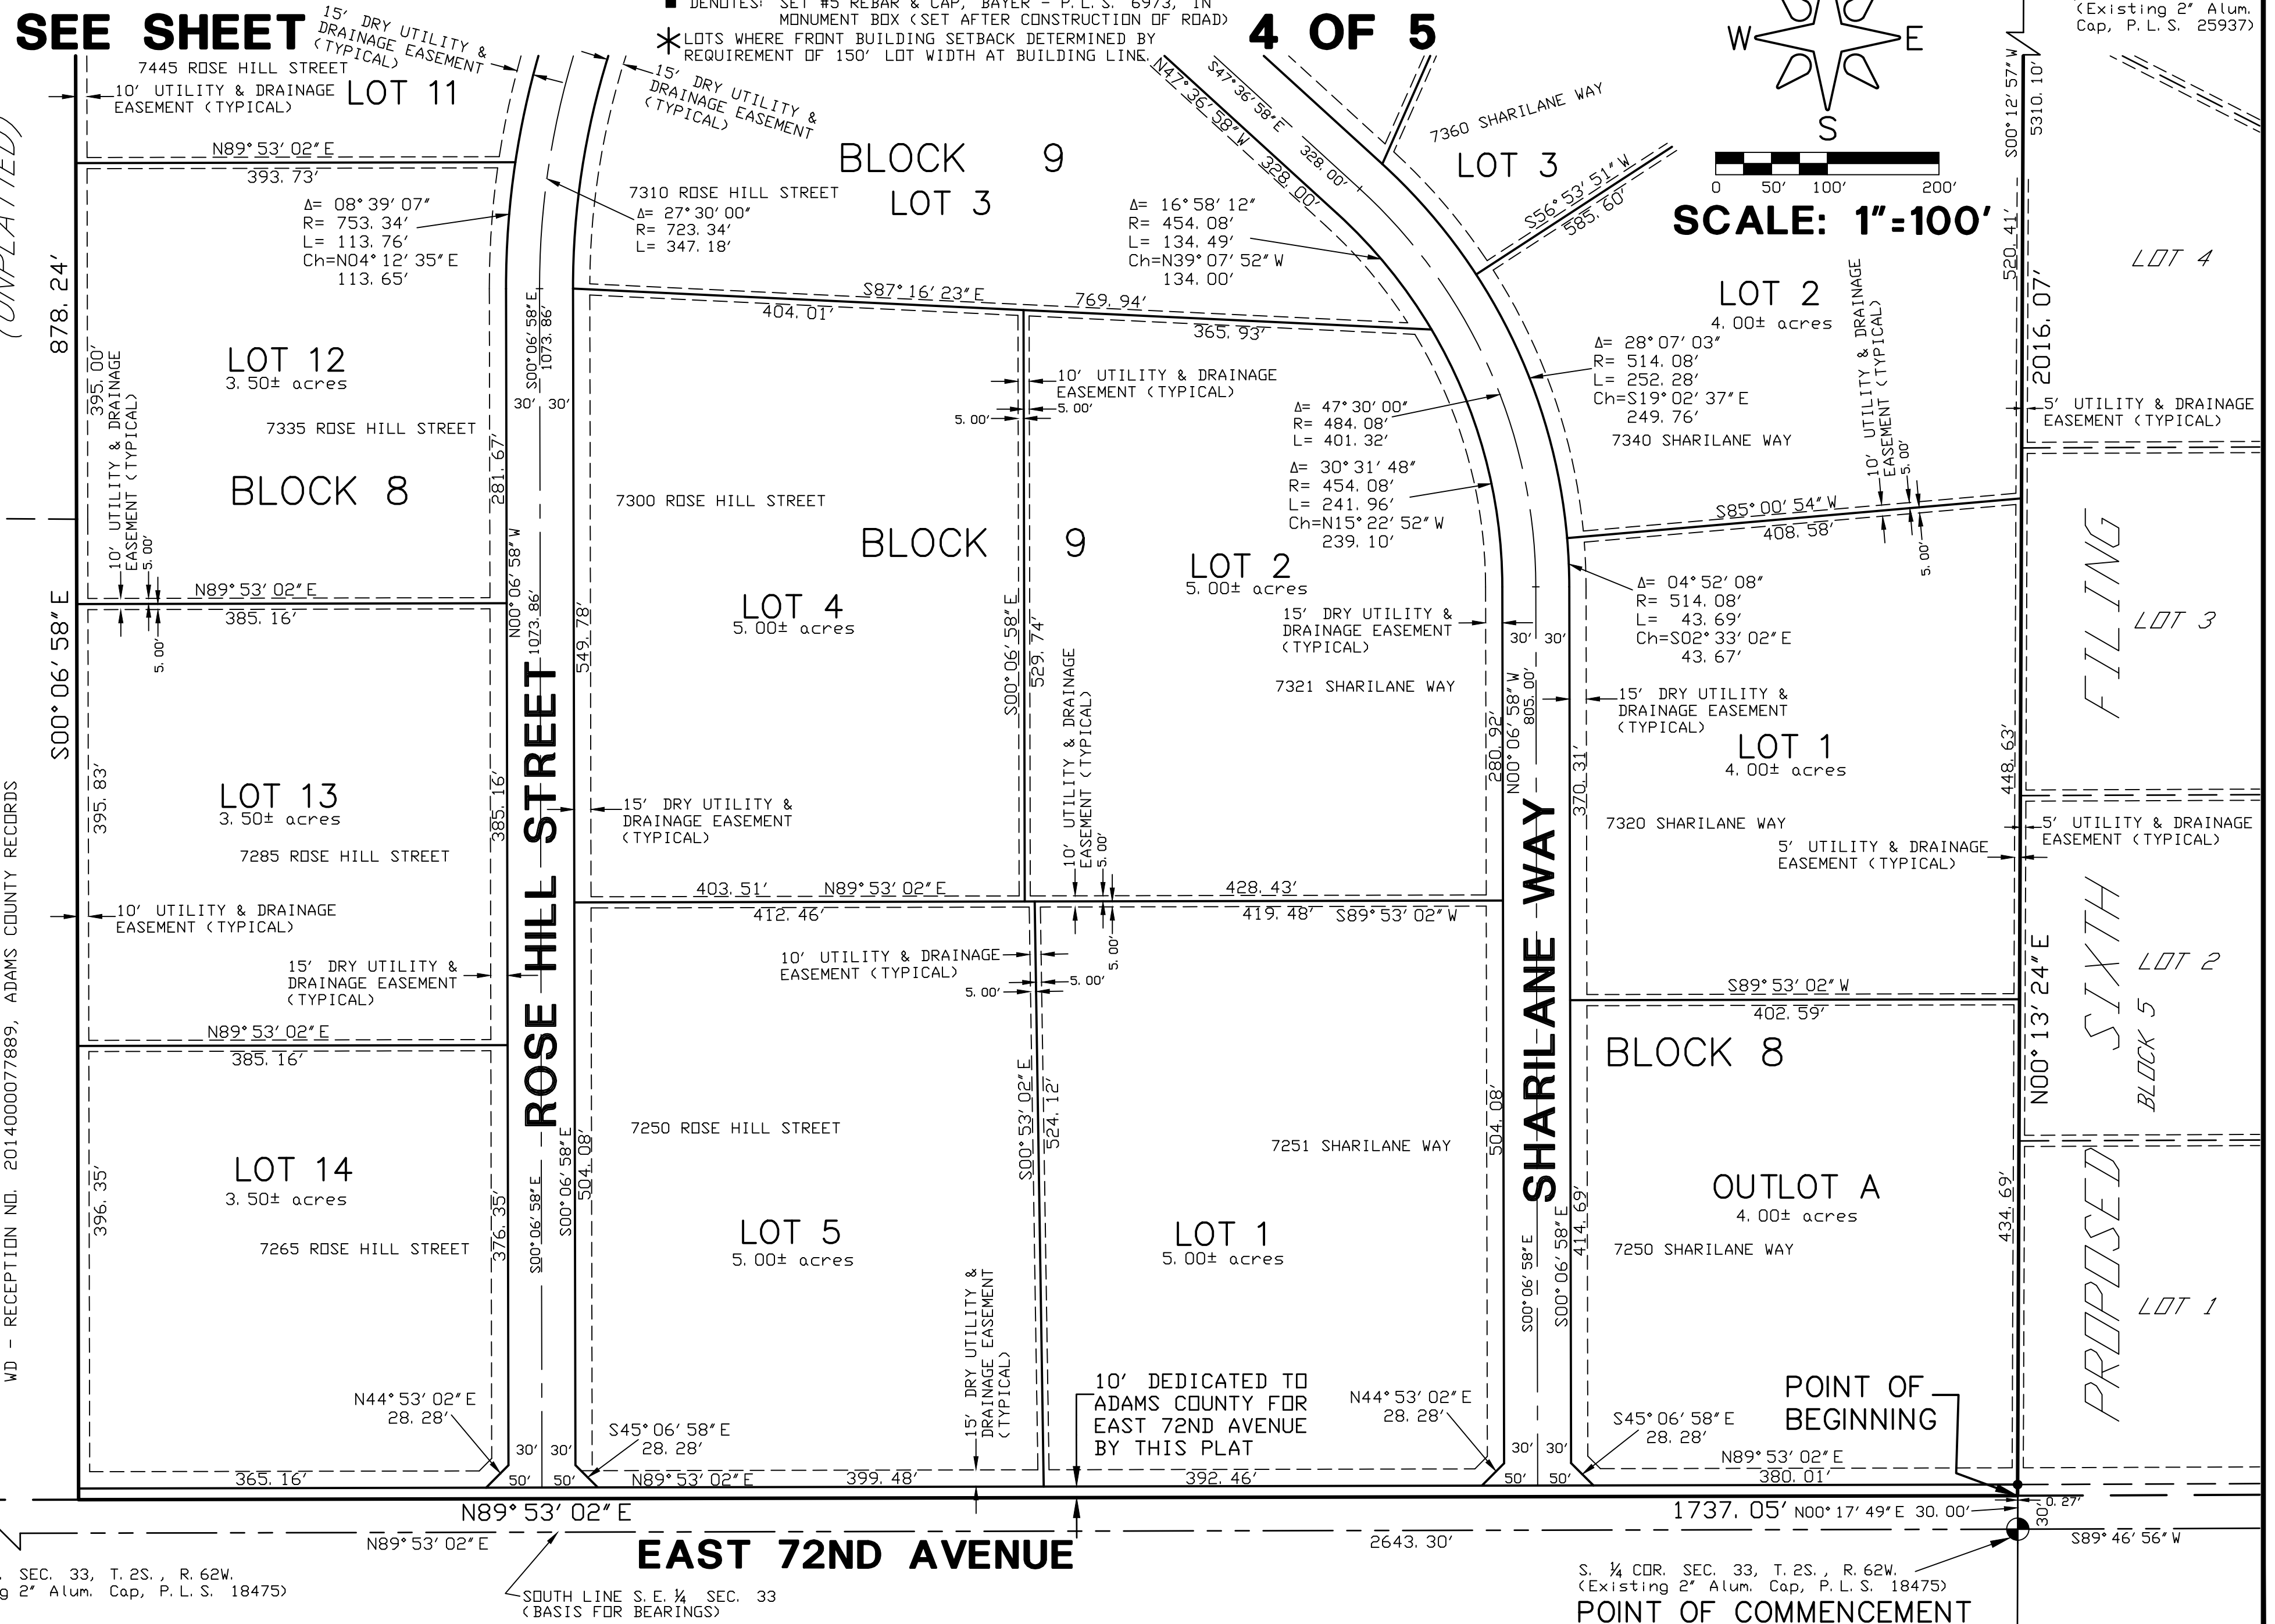 SEE SHEET
4 OF 5
■ DENOTES: SET #5 REBAR & CAP, BAYER - P.L.S. 6973, IN
MONUMENT BOX (SET AFTER CONSTRUCTION OF ROAD)
LOTS WHERE FRONT BUILDING SETBACK DETERMINED BY
REQUIREMENT OF 150' LOT WIDTH AT BUILDING LINE.
W
E
S
(Existing 2" Alum.
Cap, P.L.S. 25937)
0 50' 100' 200'
SCALE: 1"=100'
15' DRY UTILITY &
DRAINAGE EASEMENT
(TYPICAL)
7445 ROSE HILL STREET
LOT 11
10' UTILITY & DRAINAGE
EASEMENT (TYPICAL)
15' DRY UTILITY &
DRAINAGE EASEMENT
(TYPICAL)
(UNPLATTED)
878.24'
S00°06'58"E
WD - RECEPTION NO. 2014000077889, ADAMS COUNTY RECORDS
N89°53'02"E
393.73'
Δ= 08°39'07"
R= 753.34'
L= 113.76'
Ch=N04°12'35"E
113.65'
LOT 12
3.50± acres
7335 ROSE HILL STREET
BLOCK 8
395.00'
10' UTILITY & DRAINAGE
EASEMENT (TYPICAL)
5.00'
5.00'
281.67'
N00°06'58"W
N89°53'02"E
385.16'
LOT 13
3.50± acres
7285 ROSE HILL STREET
395.83'
385.16'
10' UTILITY & DRAINAGE
EASEMENT (TYPICAL)
15' DRY UTILITY &
DRAINAGE EASEMENT
(TYPICAL)
N89°53'02"E
385.16'
LOT 14
3.50± acres
7265 ROSE HILL STREET
396.35'
376.35'
N44°53'02"E
28.28'
365.16'
S00°06'58"E
1073.86'
30' 30'
1073.86'
ROSE HILL STREET
S00°06'58"E
30' 30'
50' 50'
BLOCK 9
LOT 3
7310 ROSE HILL STREET
Δ= 27°30'00"
R= 723.34'
L= 347.18'
Δ= 16°58'12"
R= 454.08'
L= 134.49'
Ch=N39°07'52"W
134.00'
N47°36'58"W
328.00'
S47°36'58"E
328.00'
S87°16'23"E
769.94'
404.01'
365.93'
7300 ROSE HILL STREET
BLOCK 9
LOT 4
5.00± acres
549.78'
15' DRY UTILITY &
DRAINAGE EASEMENT
(TYPICAL)
403.51'
N89°53'02"E
10' UTILITY & DRAINAGE
EASEMENT (TYPICAL)
5.00'
5.00'
S00°06'58"E
529.74'
LOT 2
5.00± acres
7321 SHARILANE WAY
Δ= 47°30'00"
R= 484.08'
L= 401.32'
Δ= 30°31'48"
R= 454.08'
L= 241.96'
Ch=N15°22'52"W
239.10'
15' DRY UTILITY &
DRAINAGE EASEMENT
(TYPICAL)
10' UTILITY & DRAINAGE
EASEMENT (TYPICAL)
5.00'
5.00'
280.92'
N00°06'58"W
428.43'
412.46'
419.48'
S89°53'02"W
10' UTILITY & DRAINAGE
EASEMENT (TYPICAL)
5.00'
5.00'
7250 ROSE HILL STREET
LOT 5
5.00± acres
S00°06'58"E
504.08'
S45°06'58"E
28.28'
N89°53'02"E
399.48'
15' DRY UTILITY &
DRAINAGE EASEMENT
(TYPICAL)
S00°53'02"E
524.12'
7251 SHARILANE WAY
LOT 1
5.00± acres
504.08'
10' DEDICATED TO
ADAMS COUNTY FOR
EAST 72ND AVENUE
BY THIS PLAT
N44°53'02"E
28.28'
392.46'
30' 30'
805.00'
SHARILANE WAY
S00°06'58"E
30' 30'
50' 50'
7360 SHARILANE WAY
LOT 3
S56°53'51"W
585.60'
LOT 2
4.00± acres
Δ= 28°07'03"
R= 514.08'
L= 252.28'
Ch=S19°02'37"E
249.76'
7340 SHARILANE WAY
10' UTILITY & DRAINAGE
EASEMENT (TYPICAL)
5.00'
5.00'
S85°00'54"W
408.58'
Δ= 04°52'08"
R= 514.08'
L= 43.69'
Ch=S02°33'02"E
43.67'
15' DRY UTILITY &
DRAINAGE EASEMENT
(TYPICAL)
LOT 1
4.00± acres
7320 SHARILANE WAY
370.31'
448.63'
5' UTILITY & DRAINAGE
EASEMENT (TYPICAL)
S89°53'02"W
402.59'
BLOCK 8
OUTLOT A
4.00± acres
7250 SHARILANE WAY
S00°06'58"E
414.69'
434.69'
POINT OF
BEGINNING
S45°06'58"E
28.28'
N89°53'02"E
380.01'
S00°12'57"W
5310.10'
520.41'
2016.07'
N00°13'24"E
LOT 4
5' UTILITY & DRAINAGE
EASEMENT (TYPICAL)
LOT 3
5' UTILITY & DRAINAGE
EASEMENT (TYPICAL)
LOT 2
BLOCK 5
LOT 1
PROPOSED SIXTH FILING
N89°53'02"E
1737.05'
N00°17'49"E 30.00'
0.27'
30'
N89°53'02"E
EAST 72ND AVENUE
2643.30'
S89°46'56"W
SEC. 33, T.2S., R.62W.
2" Alum. Cap, P.L.S. 18475)
SOUTH LINE S.E. ¼ SEC. 33
(BASIS FOR BEARINGS)
S. ¼ COR. SEC. 33, T.2S., R.62W.
(Existing 2" Alum. Cap, P.L.S. 18475)
POINT OF COMMENCEMENT